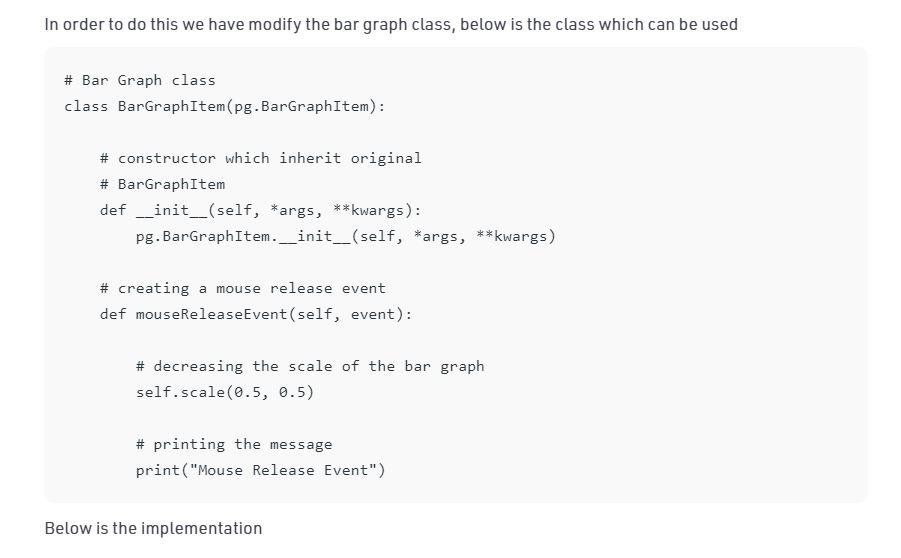 In order to do this we have modify the bar graph class, below is the class which can be used
# Bar Graph class
class BarGraphItem(pg.BarGraphItem):
# constructor which inherit original
# BarGraphItem
def __init__(self, *args, **kwargs):
pg.BarGraphItem.__init__(self, *args, **kwargs)
# creating a mouse release event
def mouseReleaseEvent(self, event):
# decreasing the scale of the bar graph
self.scale(0.5, 0.5)
# printing the message
print("Mouse Release Event")
Below is the implementation